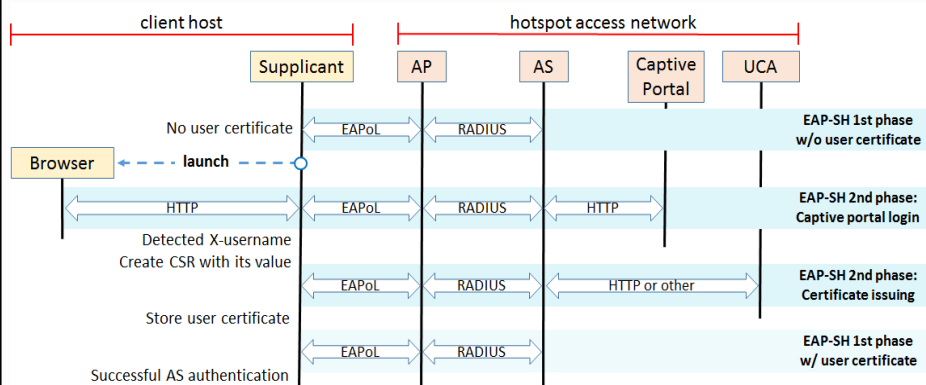 client host
hotspot access network
Supplicant
AP
AS
Captive
Portal
UCA
No user certificate
EAPoL
RADIUS
EAP-SH 1st phase
w/o user certificate
Browser
launch
HTTP
EAPoL
RADIUS
HTTP
EAP-SH 2nd phase:
Captive portal login
Detected X-username
Create CSR with its value
EAPoL
RADIUS
HTTP or other
EAP-SH 2nd phase:
Certificate issuing
Store user certificate
EAPoL
RADIUS
EAP-SH 1st phase
w/ user certificate
Successful AS authentication